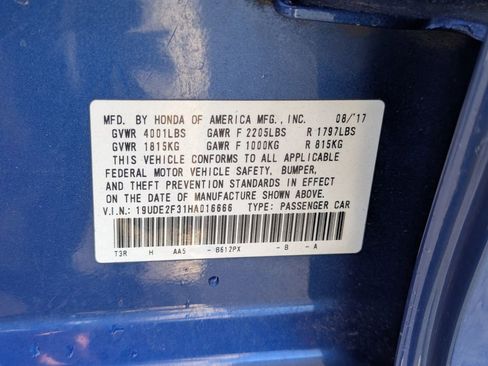 MFD. BY HONDA OF AMERICA MFG., INC. 08/'17
GVWR 4001LBS GAWR F 2205LBS R 1797LBS
GVWR 1815KG GAWR F 1000KG R 815KG
THIS VEHICLE CONFORMS TO ALL APPLICABLE
FEDERAL MOTOR VEHICLE SAFETY, BUMPER,
AND THEFT PREVENTION STANDARDS IN EFFECT
ON THE DATE OF MANUFACTURE SHOWN ABOVE.
V.I.N.: 19UDE2F31HA016666 TYPE: PASSENGER CAR
T3R H AA5 - B612PX - B - A